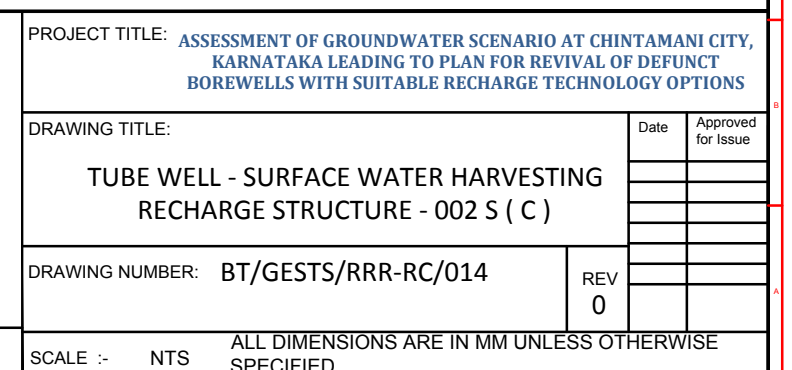 PROJECT TITLE: ASSESSMENT OF GROUNDWATER SCENARIO AT CHINTAMANI CITY,
KARNATAKA LEADING TO PLAN FOR REVIVAL OF DEFUNCT
BOREWELLS WITH SUITABLE RECHARGE TECHNOLOGY OPTIONS
DRAWING TITLE:
TUBE WELL - SURFACE WATER HARVESTING
RECHARGE STRUCTURE - 002 S ( C )
Date
Approved
for Issue
B
DRAWING NUMBER: BT/GESTS/RRR-RC/014
REV
0
A
SCALE :- NTS
ALL DIMENSIONS ARE IN MM UNLESS OTHERWISE
SPECIFIED